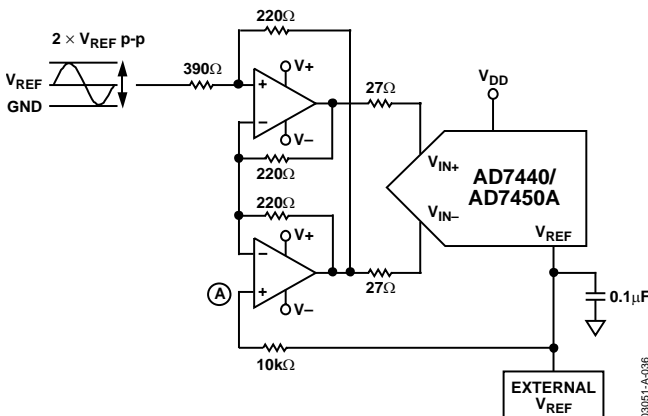 220Ω
2 × VREF p-p
VREF
GND
390Ω
V+
27Ω
VDD
+
–
V–
220Ω
VIN+
AD7440/
AD7450A
VIN–
VREF
220Ω
V+
–
+
V–
A
27Ω
0.1μF
10kΩ
EXTERNAL
VREF
03051-A-036